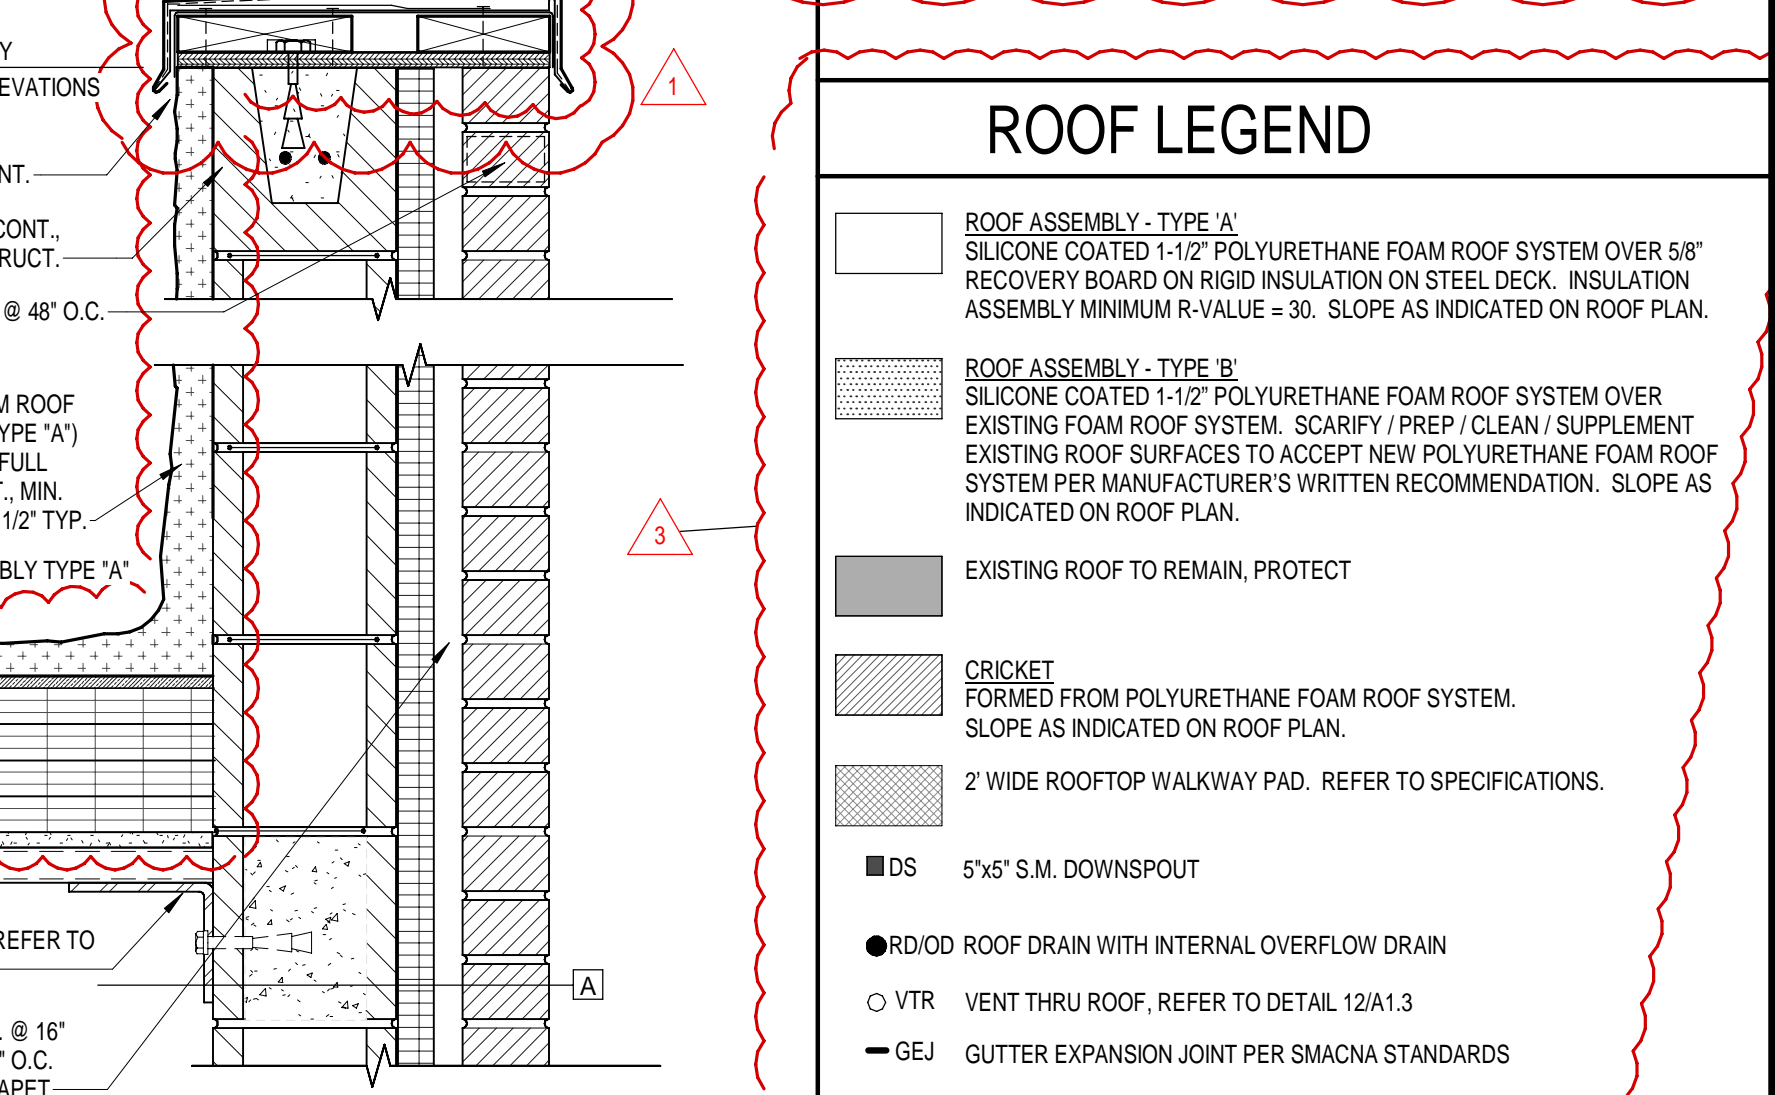 Y
EVATIONS
1
NT.
CONT.,
RUCT.
@ 48" O.C.
M ROOF
YPE "A")
FULL
T., MIN.
1/2" TYP.
BLY TYPE "A"
3
REFER TO
A
. @ 16"
" O.C.
APET
ROOF LEGEND
ROOF ASSEMBLY - TYPE 'A'
SILICONE COATED 1-1/2” POLYURETHANE FOAM ROOF SYSTEM OVER 5/8”
RECOVERY BOARD ON RIGID INSULATION ON STEEL DECK. INSULATION
ASSEMBLY MINIMUM R-VALUE = 30. SLOPE AS INDICATED ON ROOF PLAN.
ROOF ASSEMBLY - TYPE 'B'
SILICONE COATED 1-1/2” POLYURETHANE FOAM ROOF SYSTEM OVER
EXISTING FOAM ROOF SYSTEM. SCARIFY / PREP / CLEAN / SUPPLEMENT
EXISTING ROOF SURFACES TO ACCEPT NEW POLYURETHANE FOAM ROOF
SYSTEM PER MANUFACTURER’S WRITTEN RECOMMENDATION. SLOPE AS
INDICATED ON ROOF PLAN.
EXISTING ROOF TO REMAIN, PROTECT
CRICKET
FORMED FROM POLYURETHANE FOAM ROOF SYSTEM.
SLOPE AS INDICATED ON ROOF PLAN.
2’ WIDE ROOFTOP WALKWAY PAD. REFER TO SPECIFICATIONS.
DS 5"x5" S.M. DOWNSPOUT
RD/OD ROOF DRAIN WITH INTERNAL OVERFLOW DRAIN
VTR VENT THRU ROOF, REFER TO DETAIL 12/A1.3
GEJ GUTTER EXPANSION JOINT PER SMACNA STANDARDS